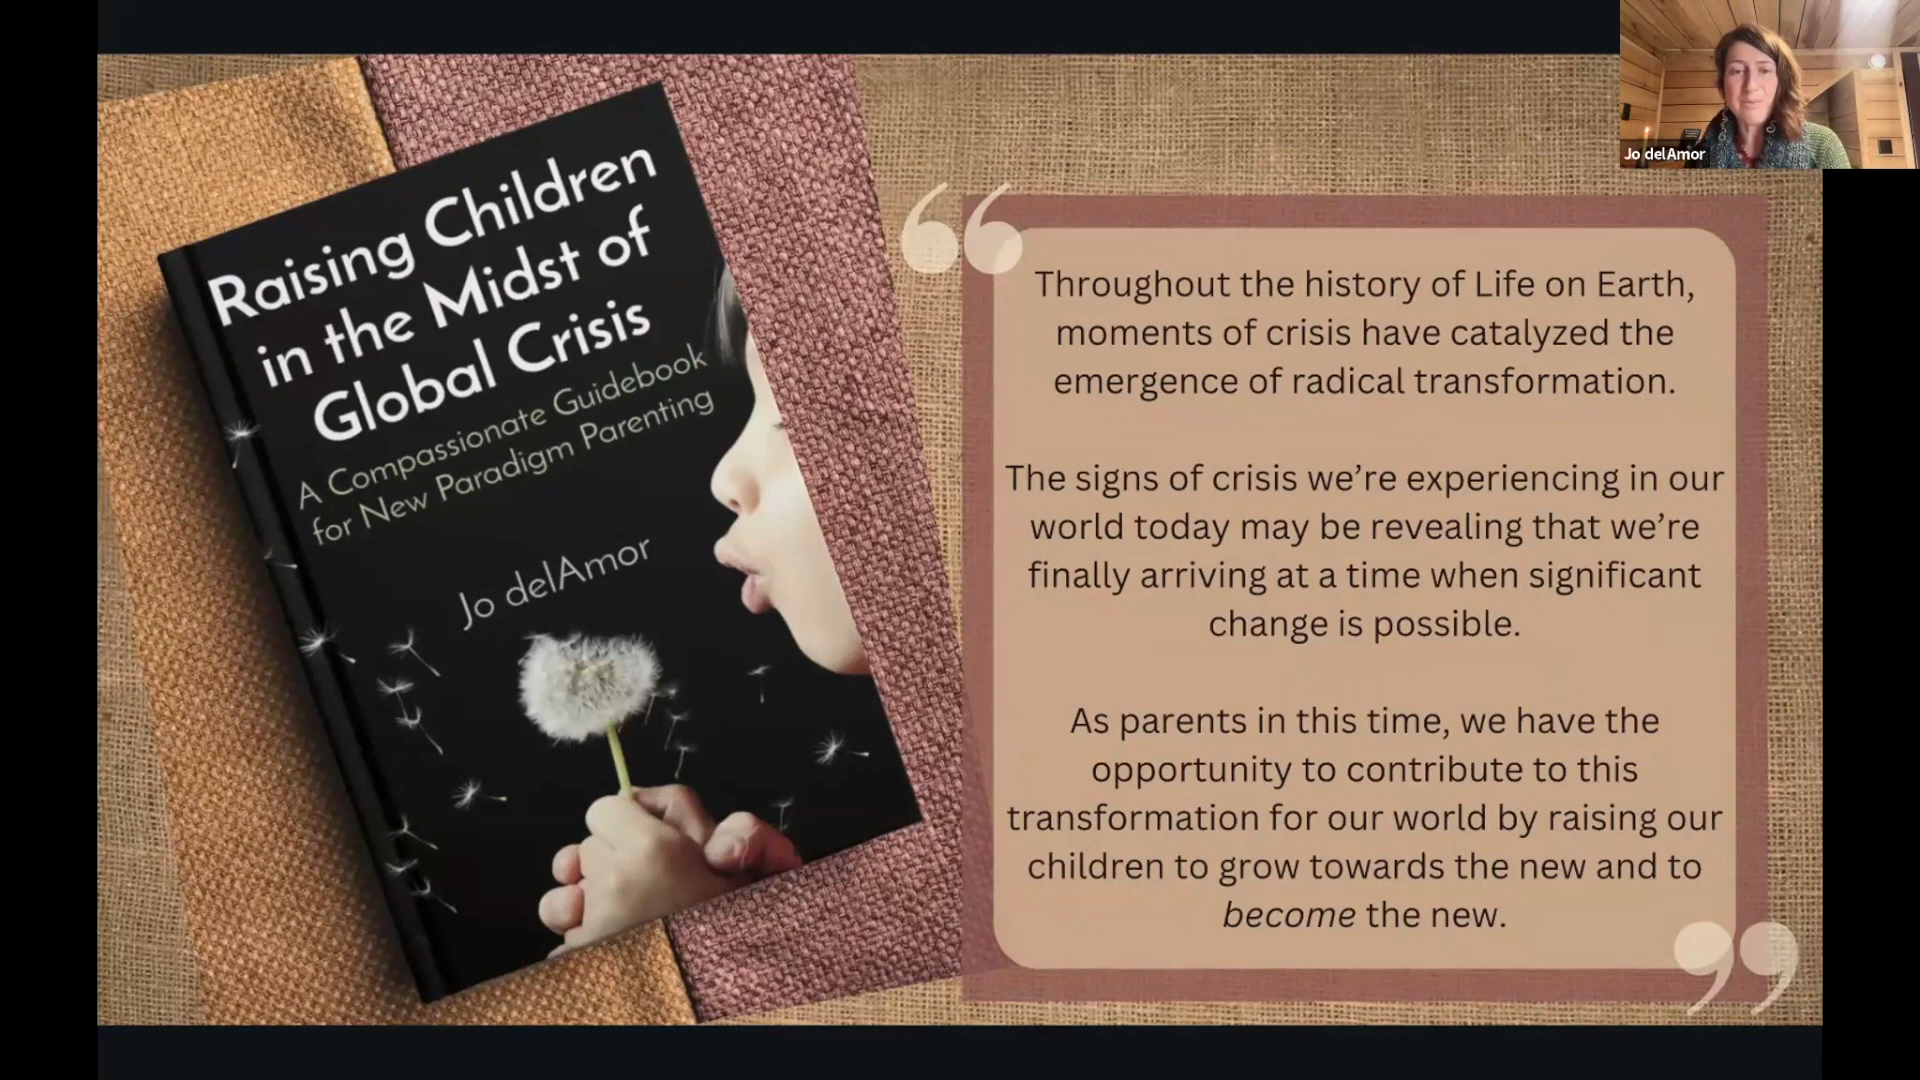 Raising Children
in the Midst of
Global Crisis
A Compassionate Guidebook
for New Paradigm Parenting
Jo delAmor
“
Throughout the history of Life on Earth,
moments of crisis have catalyzed the
emergence of radical transformation.
The signs of crisis we’re experiencing in our
world today may be revealing that we’re
finally arriving at a time when significant
change is possible.
As parents in this time, we have the
opportunity to contribute to this
transformation for our world by raising our
children to grow towards the new and to
become the new.
”
Jo delAmor